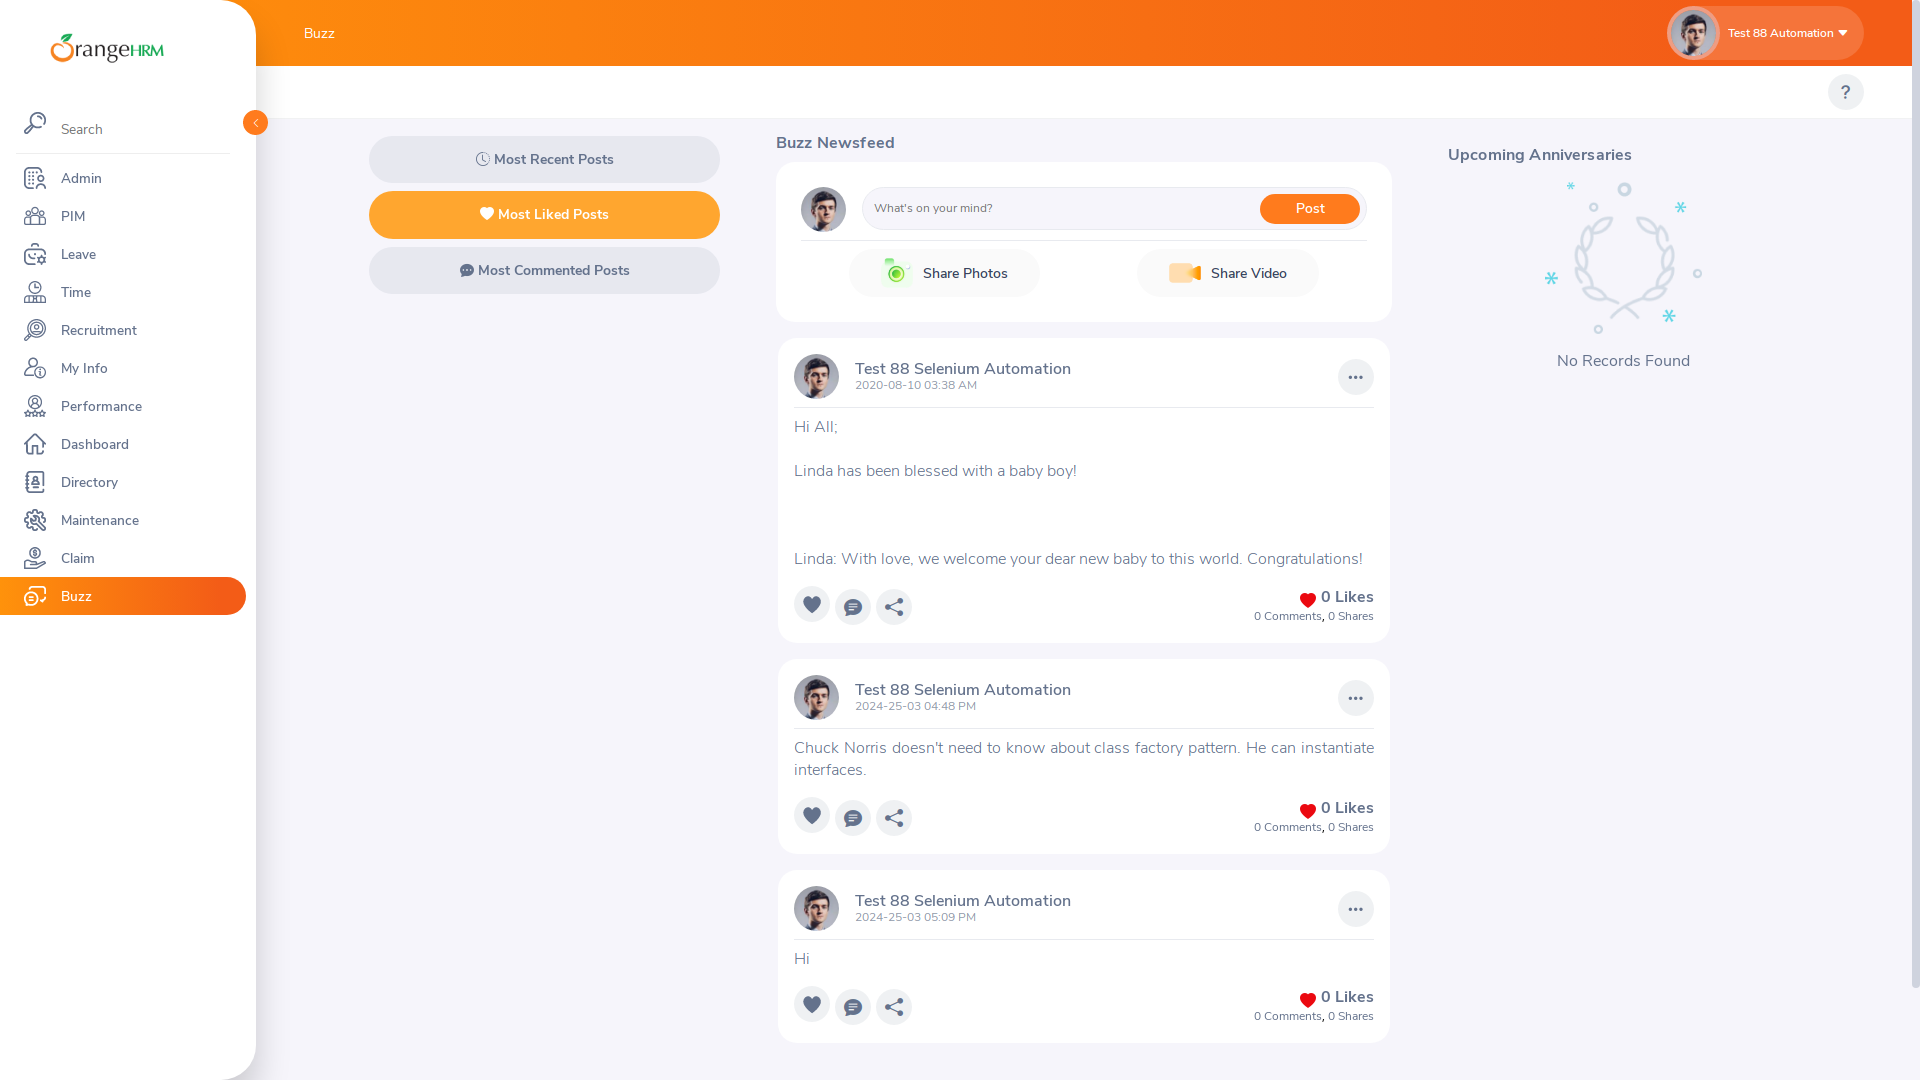 OrangeHRM
Search
Admin
PIM
Leave
Time
Recruitment
My Info
Performance
Dashboard
Directory
Maintenance
Claim
Buzz
Buzz
Test 88 Automation
?
Most Recent Posts
Most Liked Posts
Most Commented Posts
Buzz Newsfeed
What's on your mind?
Post
Share Photos
Share Video
Test 88 Selenium Automation
2020-08-10 03:38 AM
Hi All;
Linda has been blessed with a baby boy!
Linda: With love, we welcome your dear new baby to this world. Congratulations!
0 Likes
0 Comments, 0 Shares
Test 88 Selenium Automation
2024-25-03 04:48 PM
Chuck Norris doesn't need to know about class factory pattern. He can instantiate
interfaces.
0 Likes
0 Comments, 0 Shares
Test 88 Selenium Automation
2024-25-03 05:09 PM
Hi
0 Likes
0 Comments, 0 Shares
Upcoming Anniversaries
No Records Found